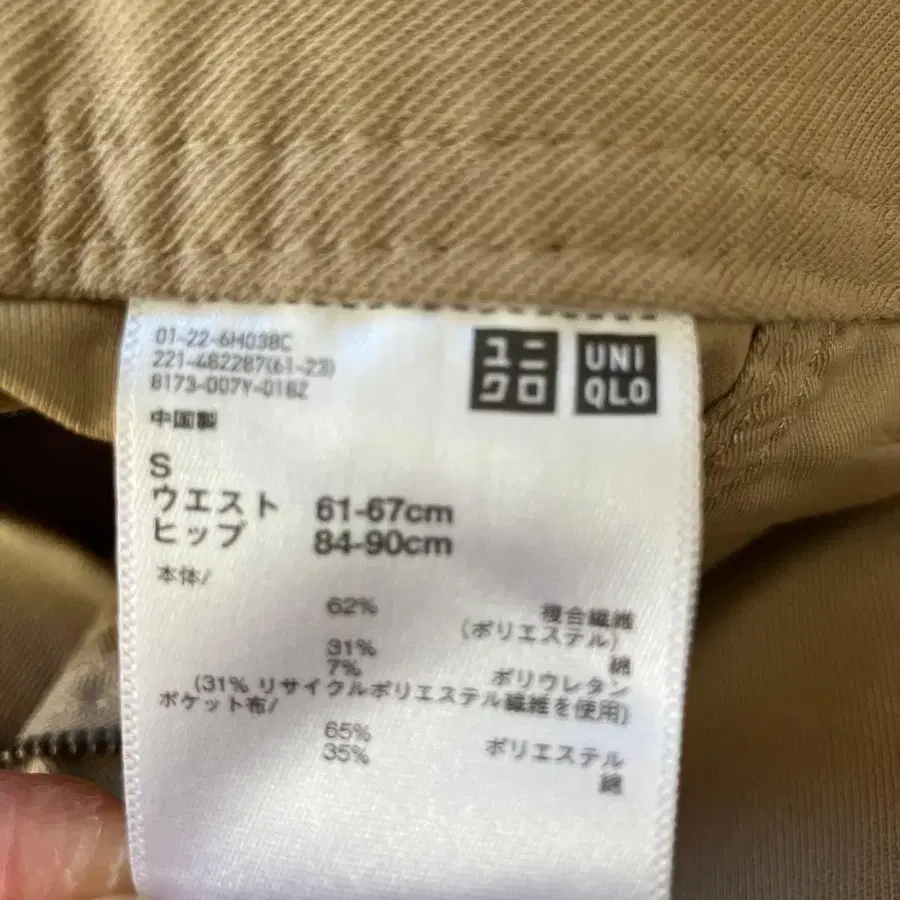 01-22-6H038C
221-482287(61-23)
8173-007Y-018Z
ユニ
クロ
UNI
QLO
中国製
S
ウエスト 61-67cm
ヒップ 84-90cm
本体/
62% 複合繊維
(ポリエステル)
31% 綿
7% ポリウレタン
(31% リサイクルポリエステル繊維を使用)
ポケット布/
65% ポリエステル
35% 綿